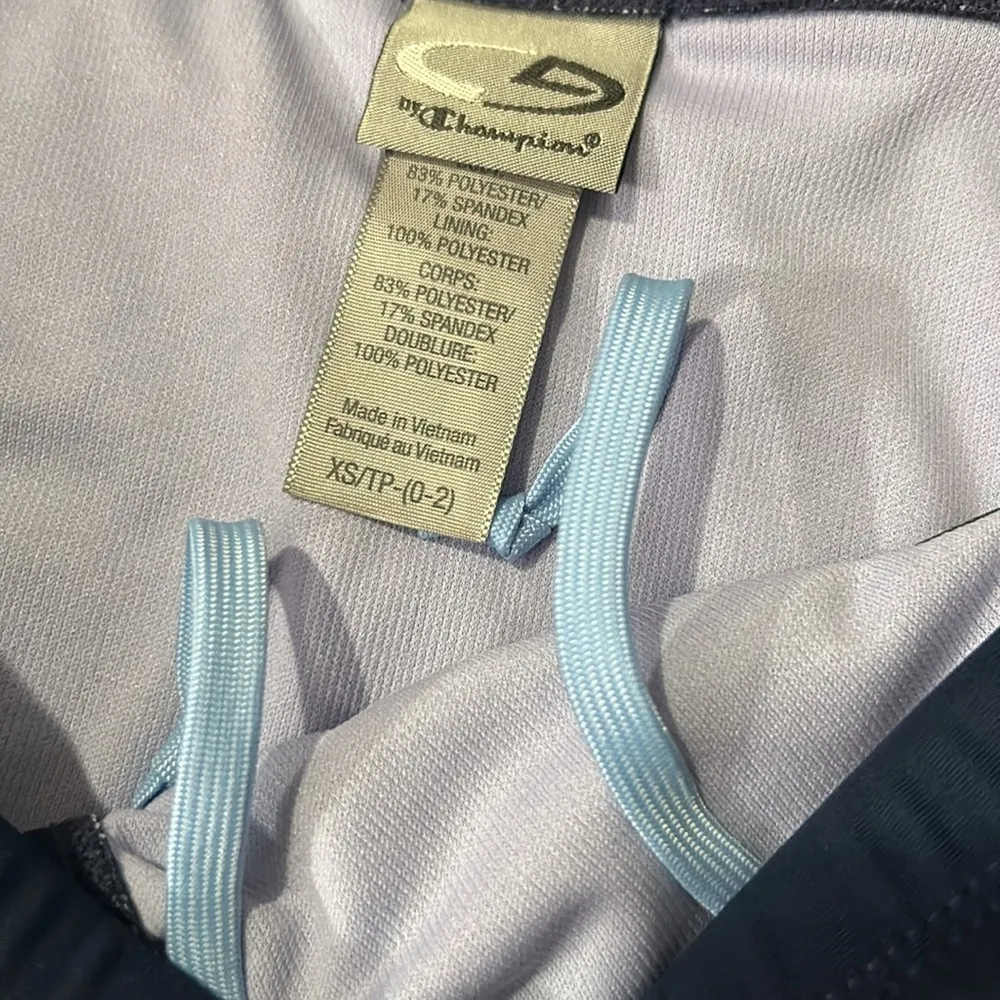 by Champion®
83% POLYESTER/
17% SPANDEX
LINING:
100% POLYESTER
CORPS:
83% POLYESTER/
17% SPANDEX
DOUBLURE:
100% POLYESTER
Made in Vietnam
Fabriqué au Vietnam
XS/TP-(0-2)